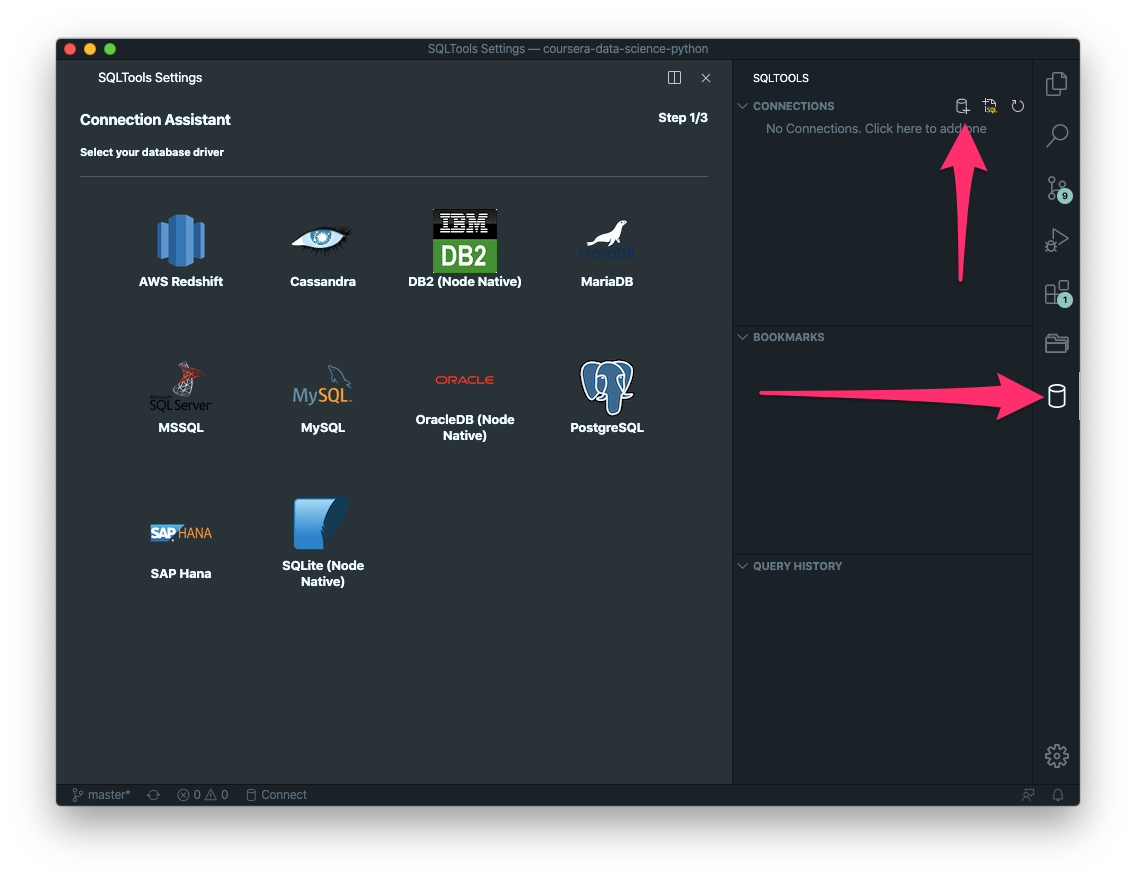 SQLTools Settings — coursera-data-science-python
SQLTools Settings
Connection Assistant
Step 1/3
Select your database driver
IBM
DB2
AWS Redshift
Cassandra
DB2 (Node Native)
MariaDB
MariaDB
Microsoft
SQL Server
MySQL
ORACLE
MSSQL
MySQL
OracleDB (Node
Native)
PostgreSQL
SAP HANA
SAP Hana
SQLite (Node
Native)
SQLTOOLS
CONNECTIONS
SQL
No Connections. Click here to add one
BOOKMARKS
QUERY HISTORY
9
1
master*
0
0
Connect